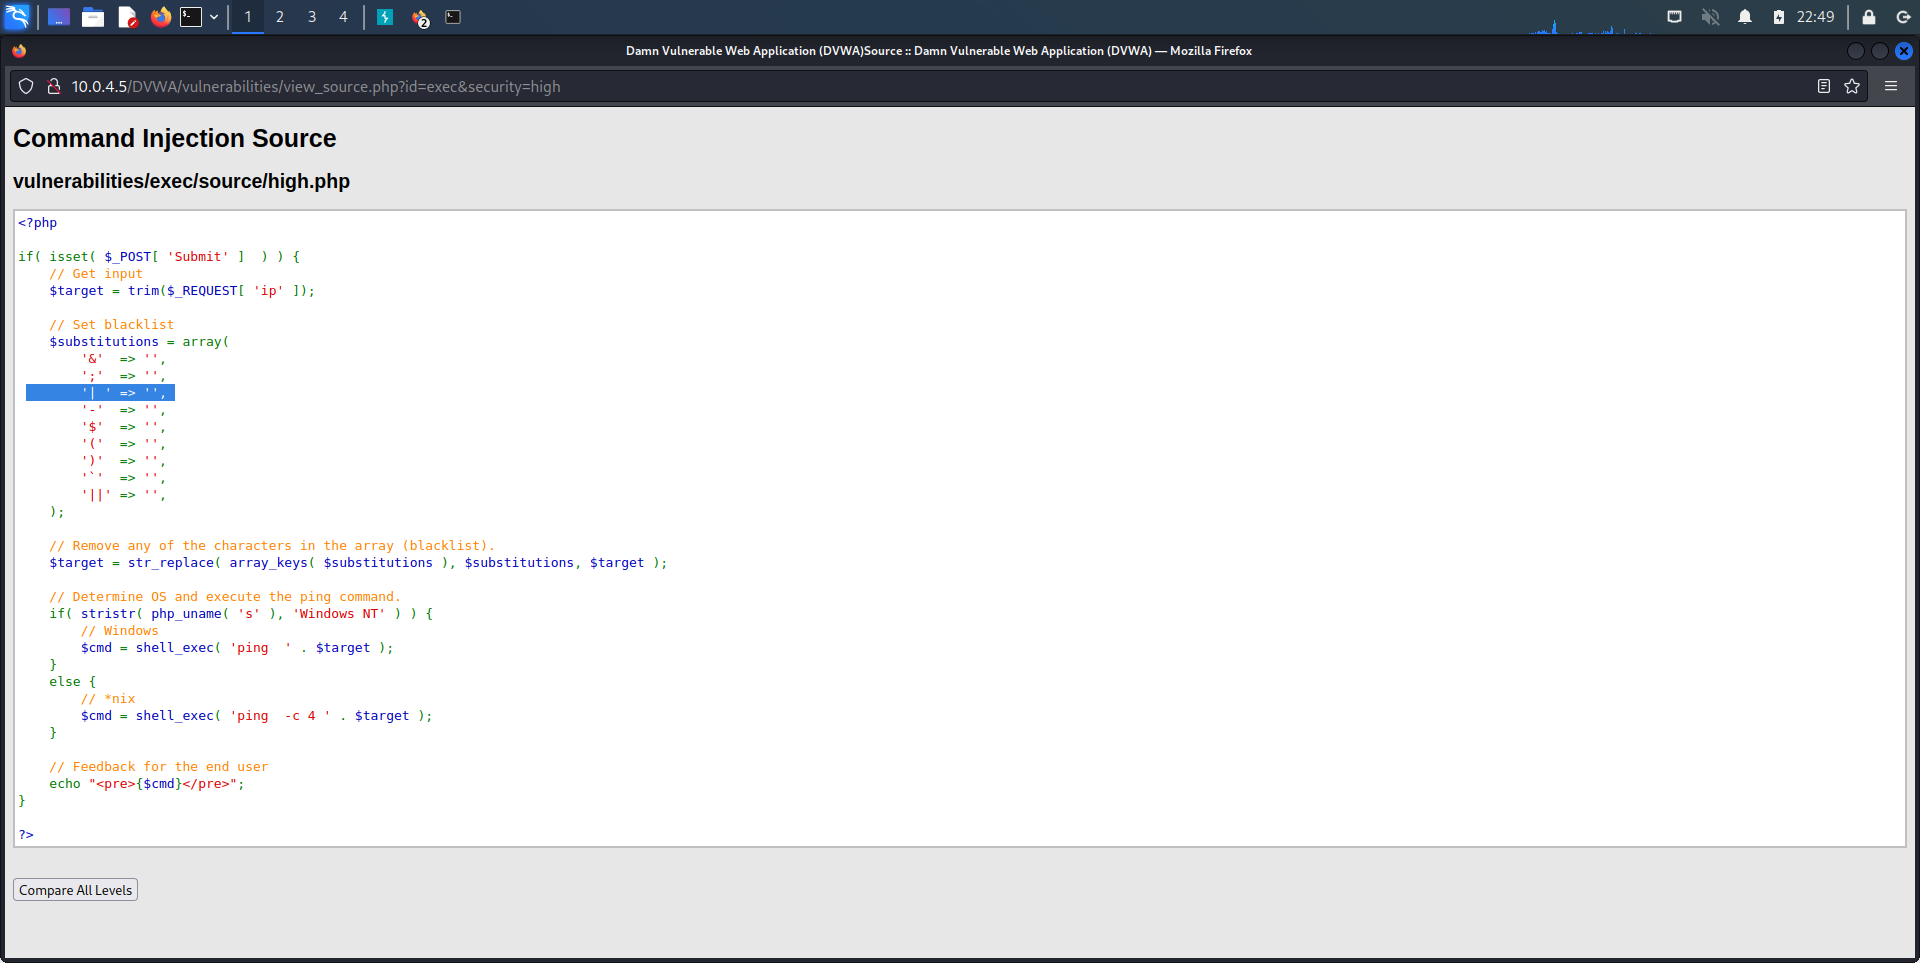 1 2 3 4 2 22:49
Damn Vulnerable Web Application (DVWA)Source :: Damn Vulnerable Web Application (DVWA) — Mozilla Firefox
10.0.4.5/DVWA/vulnerabilities/view_source.php?id=exec&security=high
Command Injection Source
vulnerabilities/exec/source/high.php
<?php
if( isset( $_POST[ 'Submit' ]  ) ) {
    // Get input
    $target = trim($_REQUEST[ 'ip' ]);
    // Set blacklist
    $substitutions = array(
        '&'  => '',
        ';'  => '',
        '| ' => '',
        '-'  => '',
        '$'  => '',
        '('  => '',
        ')'  => '',
        '`'  => '',
        '||' => '',
    );
    // Remove any of the characters in the array (blacklist).
    $target = str_replace( array_keys( $substitutions ), $substitutions, $target );
    // Determine OS and execute the ping command.
    if( stristr( php_uname( 's' ), 'Windows NT' ) ) {
        // Windows
        $cmd = shell_exec( 'ping  ' . $target );
    }
    else {
        // *nix
        $cmd = shell_exec( 'ping  -c 4 ' . $target );
    }
    // Feedback for the end user
    echo "<pre>{$cmd}</pre>";
}
?>
Compare All Levels